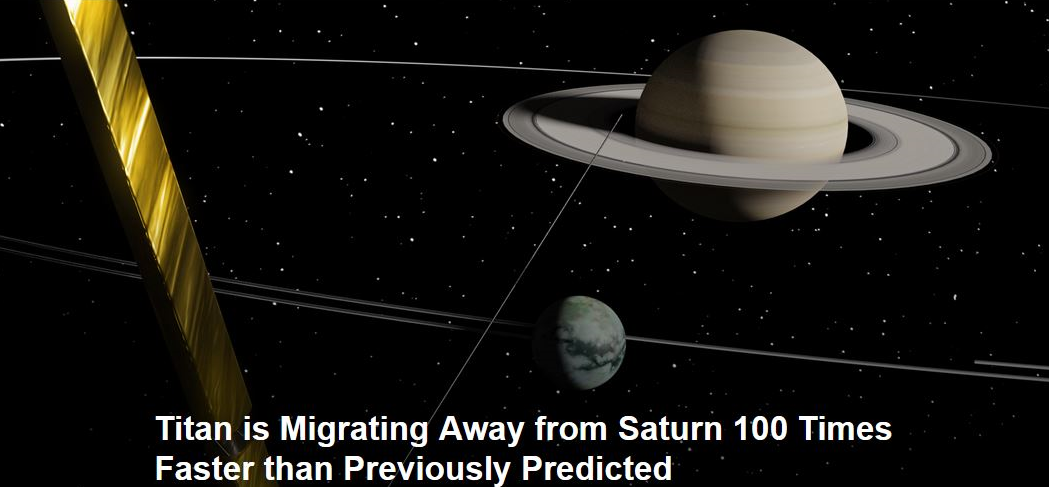 Titan is Migrating Away from Saturn 100 Times
Faster than Previously Predicted